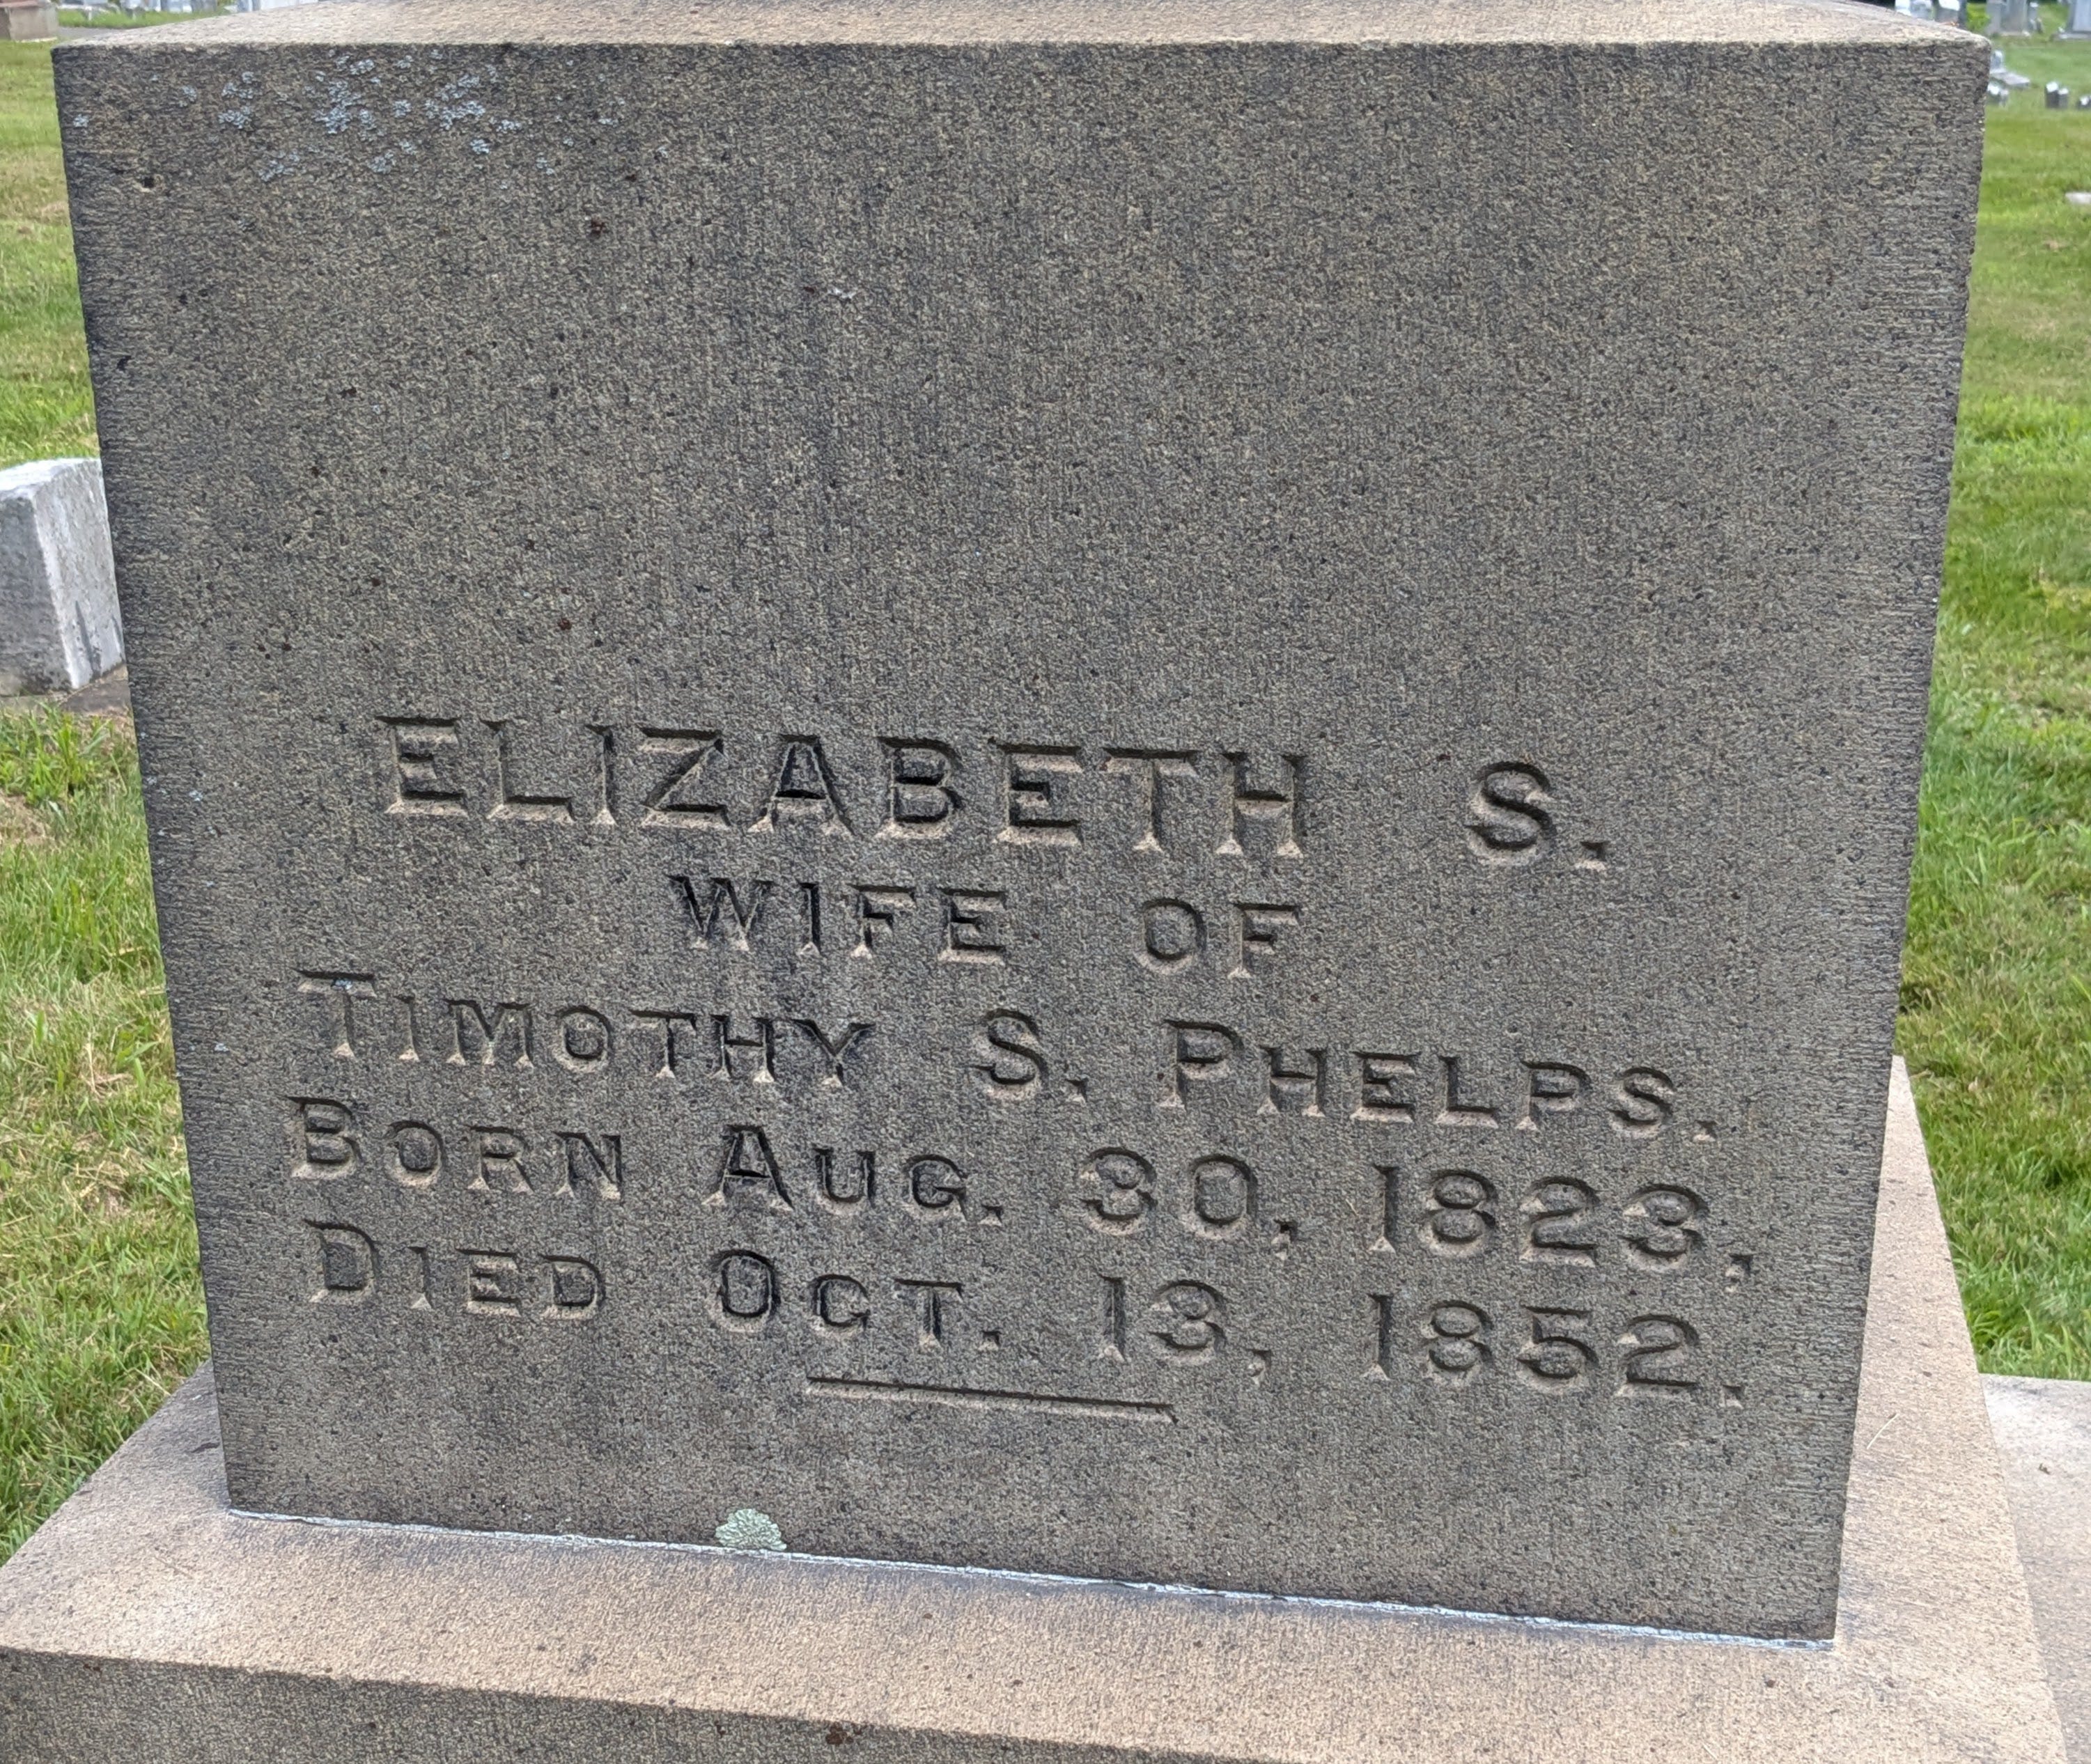 ELIZABETH S.
WIFE OF
TIMOTHY S. PHELPS.
BORN AUG. 30, 1823,
DIED OCT. 13, 1852.